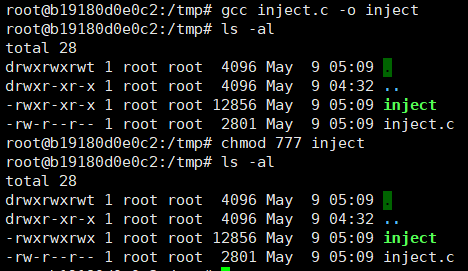 root@b19180d0e0c2:/tmp# gcc inject.c -o inject
root@b19180d0e0c2:/tmp# ls -al
total 28
drwxrwxrwt 1 root root  4096 May  9 05:09 .
drwxr-xr-x 1 root root  4096 May  9 04:32 ..
-rwxr-xr-x 1 root root 12856 May  9 05:09 inject
-rw-r--r-- 1 root root  2801 May  9 05:09 inject.c
root@b19180d0e0c2:/tmp# chmod 777 inject
root@b19180d0e0c2:/tmp# ls -al
total 28
drwxrwxrwt 1 root root  4096 May  9 05:09 .
drwxr-xr-x 1 root root  4096 May  9 04:32 ..
-rwxrwxrwx 1 root root 12856 May  9 05:09 inject
-rw-r--r-- 1 root root  2801 May  9 05:09 inject.c
root@b19180d0e0c2:/tmp#